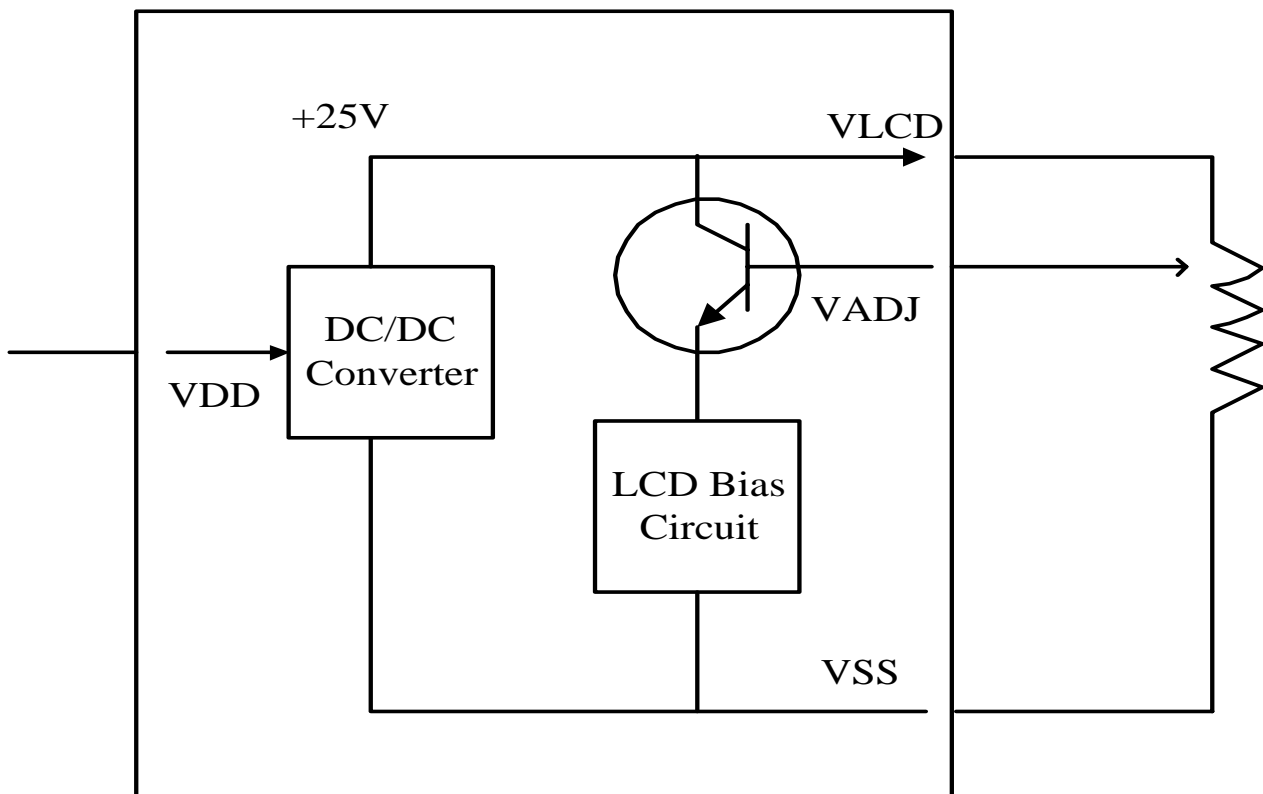 +25V
VLCD
VADJ
DC/DC
Converter
VDD
LCD Bias
Circuit
VSS